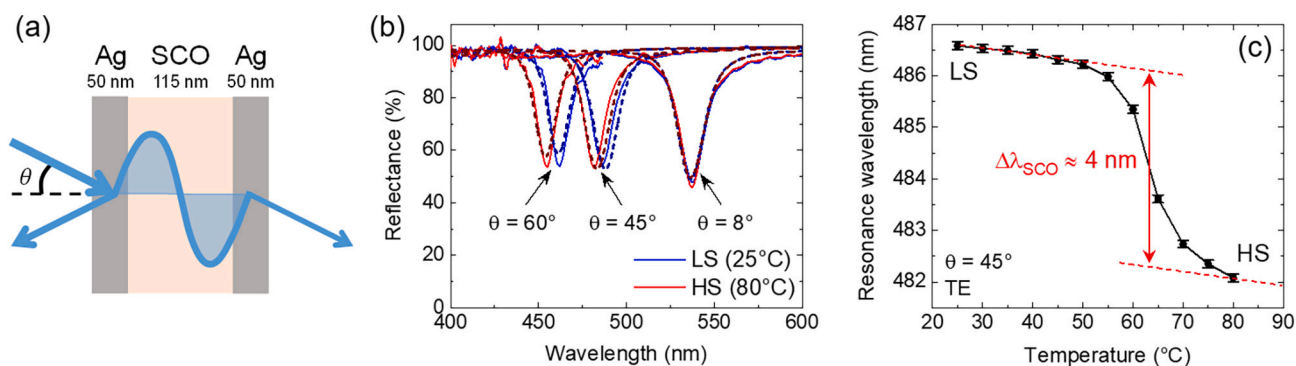 (a)
Ag SCO Ag
50 nm 115 nm 50 nm
θ
(b)
100
80
60
40
20
0
Reflectance (%)
θ = 60° θ = 45° θ = 8°
LS (25°C)
HS (80°C)
400 450 500 550 600
Wavelength (nm)
(c)
487
486
485
484
483
482
Resonance wavelength (nm)
LS
ΔλSCO ≈ 4 nm
HS
θ = 45°
TE
20 30 40 50 60 70 80 90
Temperature (°C)